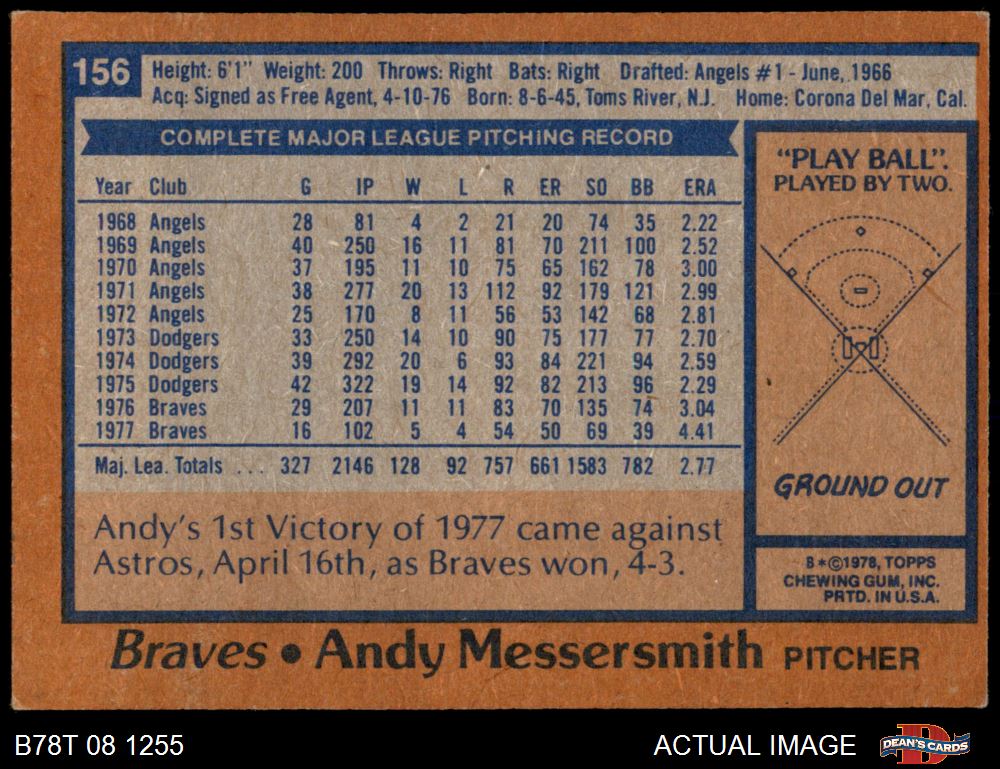 156
Height: 6'1" Weight: 200 Throws: Right Bats: Right Drafted: Angels #1 - June, 1966
Acq: Signed as Free Agent, 4-10-76 Born: 8-6-45, Toms River, N.J. Home: Corona Del Mar, Cal.
COMPLETE MAJOR LEAGUE PITCHING RECORD
Year Club G IP W L R ER SO BB ERA
1968 Angels 28 81 4 2 21 20 74 35 2.22
1969 Angels 40 250 16 11 81 70 211 100 2.52
1970 Angels 37 195 11 10 75 65 162 78 3.00
1971 Angels 38 277 20 13 112 92 179 121 2.99
1972 Angels 25 170 8 11 56 53 142 68 2.81
1973 Dodgers 33 250 14 10 90 75 177 77 2.70
1974 Dodgers 39 292 20 6 93 84 221 94 2.59
1975 Dodgers 42 322 19 14 92 82 213 96 2.29
1976 Braves 29 207 11 11 83 70 135 74 3.04
1977 Braves 16 102 5 4 54 50 69 39 4.41
Maj. Lea. Totals ... 327 2146 128 92 757 661 1583 782 2.77
Andy's 1st Victory of 1977 came against
Astros, April 16th, as Braves won, 4-3.
"PLAY BALL".
PLAYED BY TWO.
GROUND OUT
B*©1978, TOPPS
CHEWING GUM, INC.
PRTD. IN U.S.A.
Braves • Andy Messersmith PITCHER
B78T 08 1255
ACTUAL IMAGE
D
DEAN'S CARDS